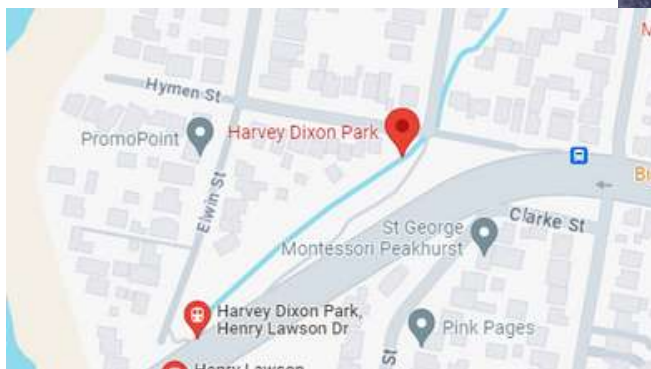 Hymen St
Harvey Dixon Park
PromoPoint
Elwin St
St George
Montessori Peakhurst
Clarke St
Harvey Dixon Park,
Henry Lawson Dr
Pink Pages
St
Henry Lawson